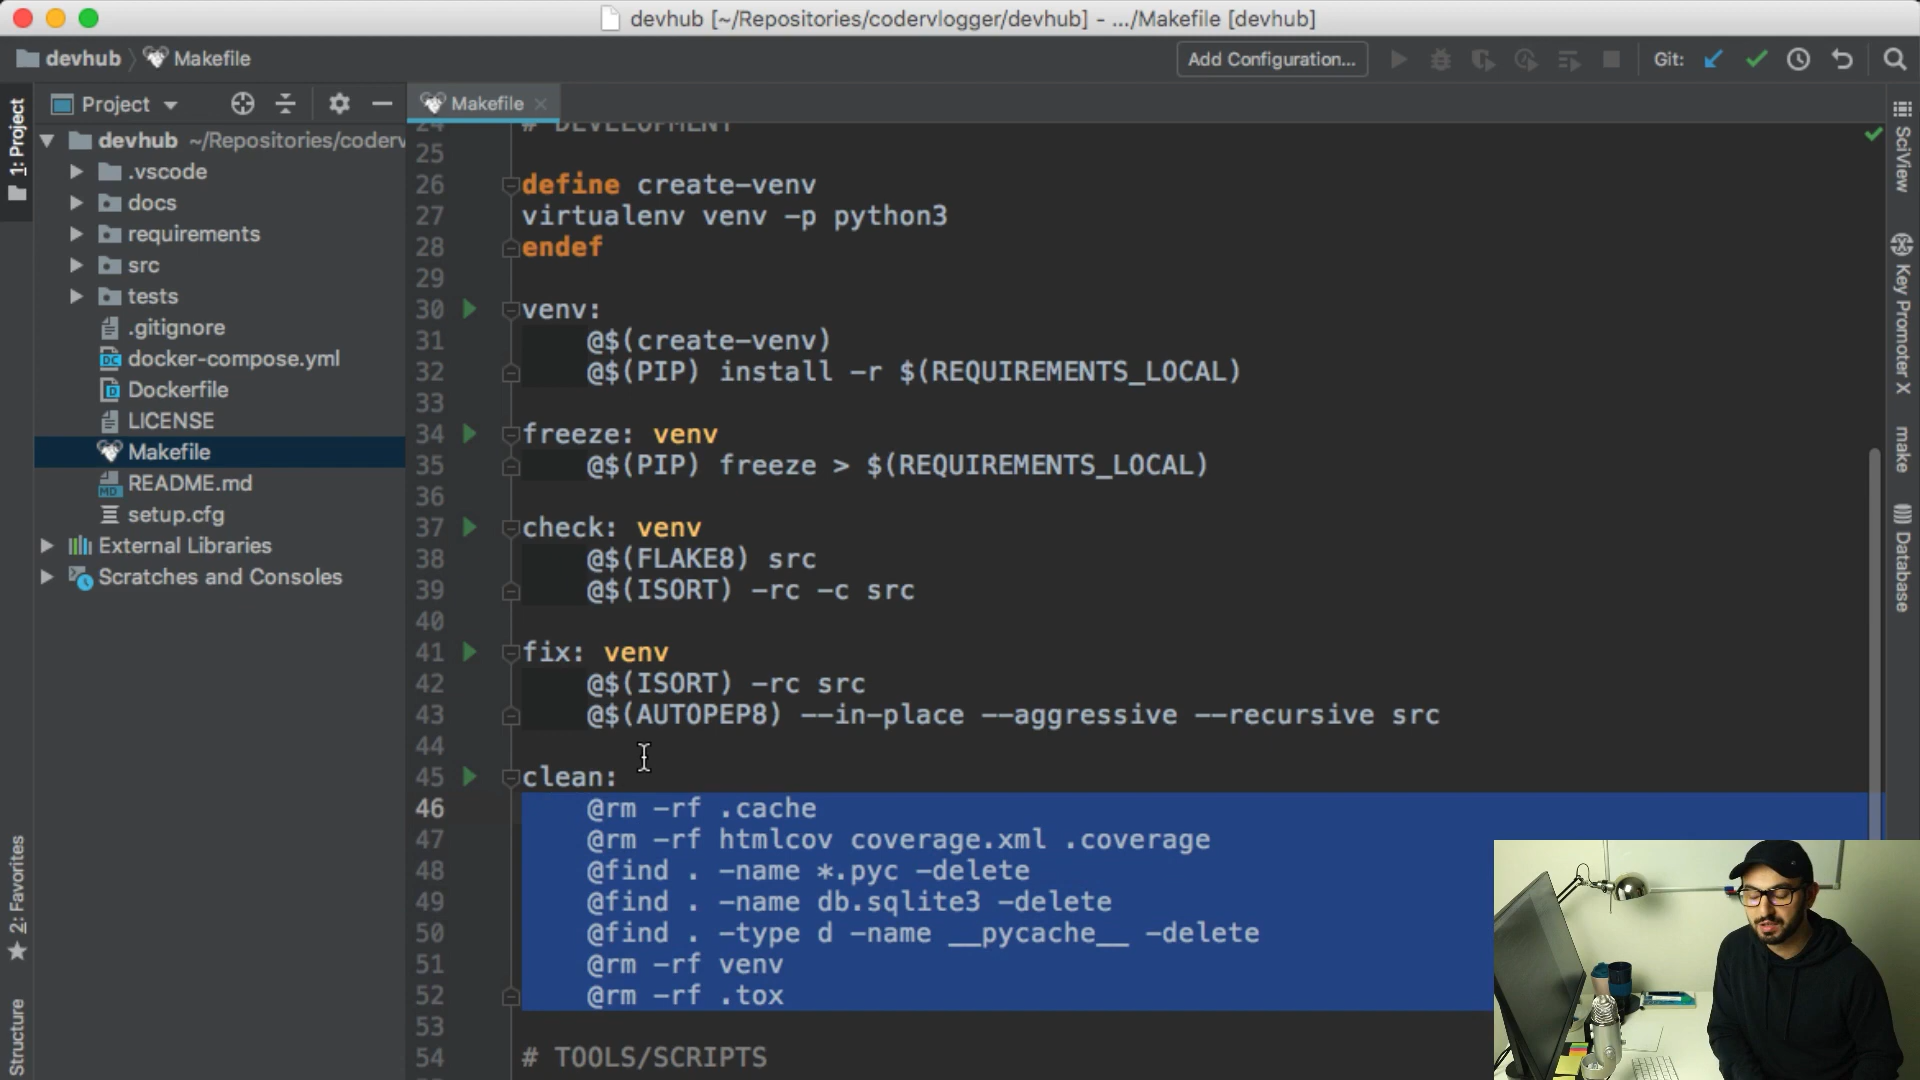 devhub [~/Repositories/codervlogger/devhub] - .../Makefile [devhub]
devhub Makefile
Add Configuration...
Git:
1: Project
Project
Makefile
devhub ~/Repositories/coderv
.vscode
docs
requirements
src
tests
.gitignore
docker-compose.yml
Dockerfile
LICENSE
Makefile
README.md
setup.cfg
External Libraries
Scratches and Consoles
2: Favorites
Structure
24 # DEVELOPMENT
25
26 define create-venv
27 virtualenv venv -p python3
28 endef
29
30 venv:
31 @$(create-venv)
32 @$(PIP) install -r $(REQUIREMENTS_LOCAL)
33
34 freeze: venv
35 @$(PIP) freeze > $(REQUIREMENTS_LOCAL)
36
37 check: venv
38 @$(FLAKE8) src
39 @$(ISORT) -rc -c src
40
41 fix: venv
42 @$(ISORT) -rc src
43 @$(AUTOPEP8) --in-place --aggressive --recursive src
44
45 clean:
46 @rm -rf .cache
47 @rm -rf htmlcov coverage.xml .coverage
48 @find . -name *.pyc -delete
49 @find . -name db.sqlite3 -delete
50 @find . -type d -name __pycache__ -delete
51 @rm -rf venv
52 @rm -rf .tox
53
54 # TOOLS/SCRIPTS
SciView
Key Promoter X
make
Database